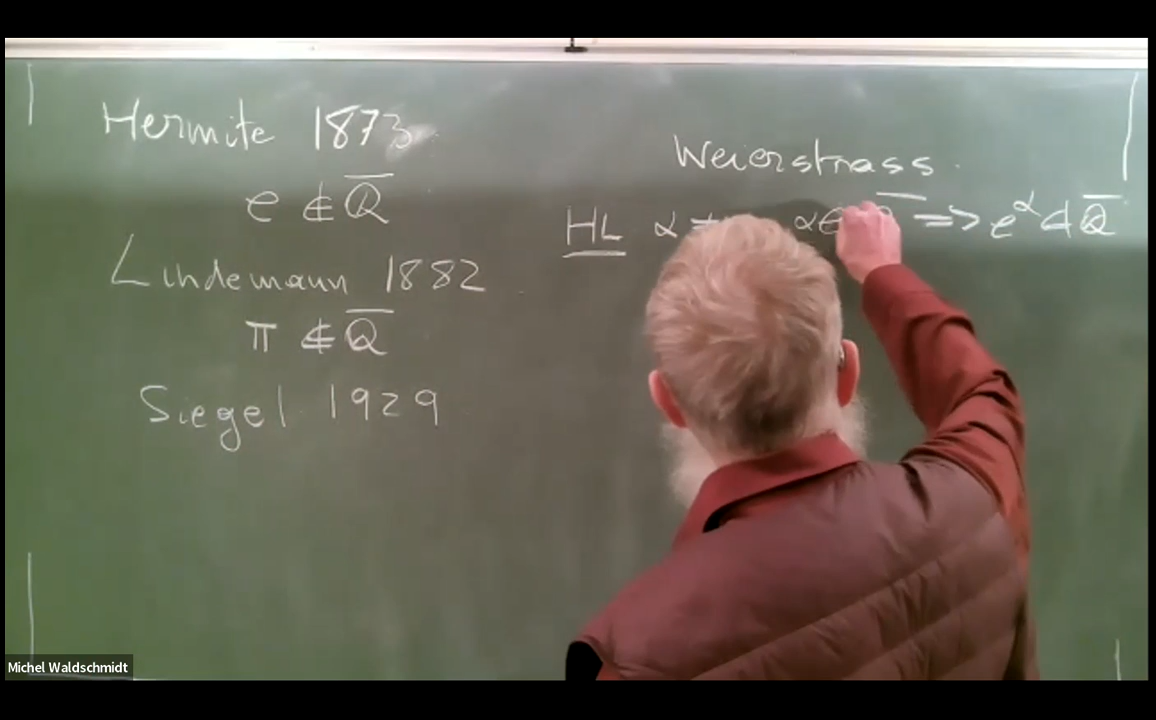 Hermite 1873
e ∉ Q̅
Lindemann 1882
π ∉ Q̅
Siegel 1929
Weierstrass
HL α α ∈ => e^α ∉ Q̅
Michel Waldschmidt